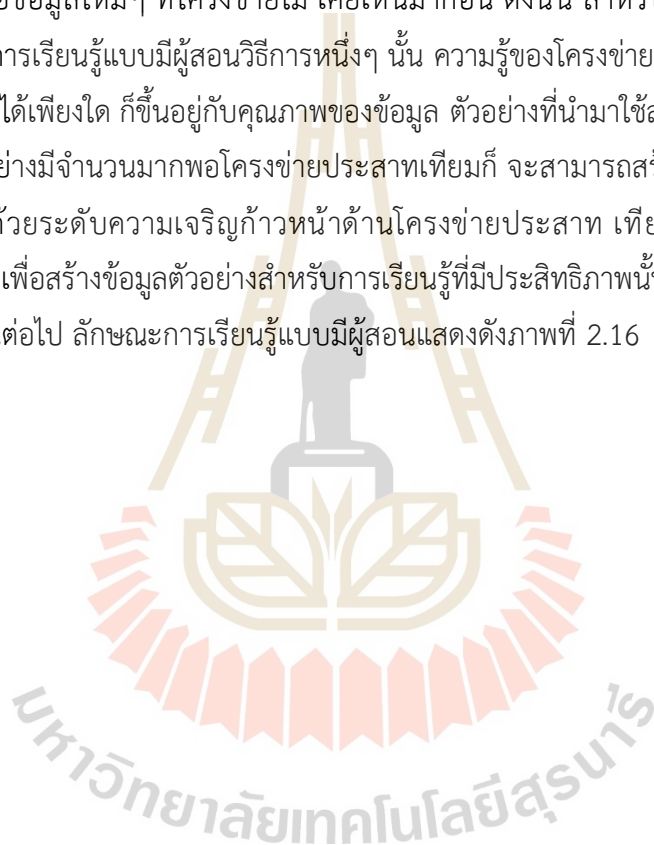 ข้อมูลใหม่ๆ ที่โครงข่ายไม่ เคยเห็นมาก่อน ดังนั้น สำหรั
การเรียนรู้แบบมีผู้สอนวิธีการหนึ่งๆ นั้น ความรู้ของโครงข่าย
ได้เพียงใด ก็ขึ้นอยู่กับคุณภาพของข้อมูล ตัวอย่างที่นำมาใช้ส
ย่างมีจำนวนมากพอโครงข่ายประสาทเทียมก็ จะสามารถสร้
ด้วยระดับความเจริญก้าวหน้าด้านโครงข่ายประสาท เทีย
เพื่อสร้างข้อมูลตัวอย่างสำหรับการเรียนรู้ที่มีประสิทธิภาพนั้
ต่อไป ลักษณะการเรียนรู้แบบมีผู้สอนแสดงดังภาพที่ 2.16
มหาวิทยาลัยเทคโนโลยีสุรนารี